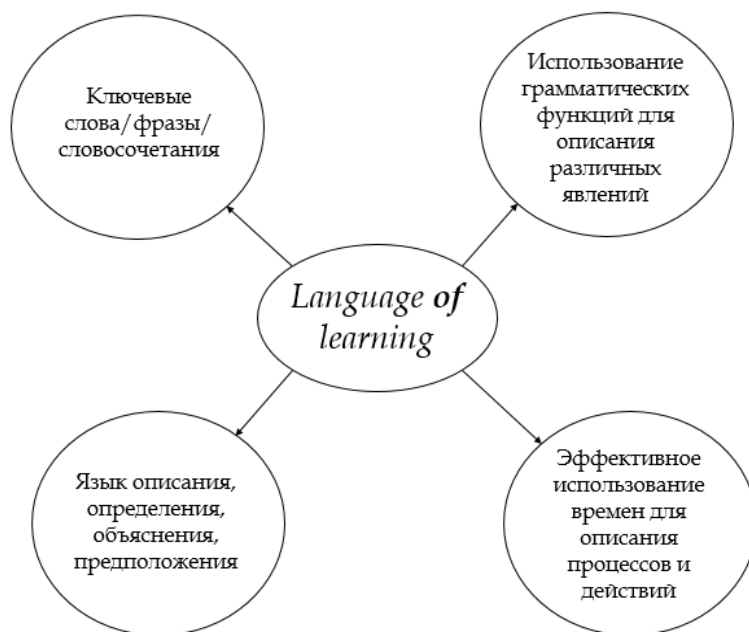 Ключевые
слова/фразы/
словосочетания
Использование
грамматических
функций для
описания
различных
явлений
Language of
learning
Язык описания,
определения,
объяснения,
предположения
Эффективное
использование
времен для
описания
процессов и
действий